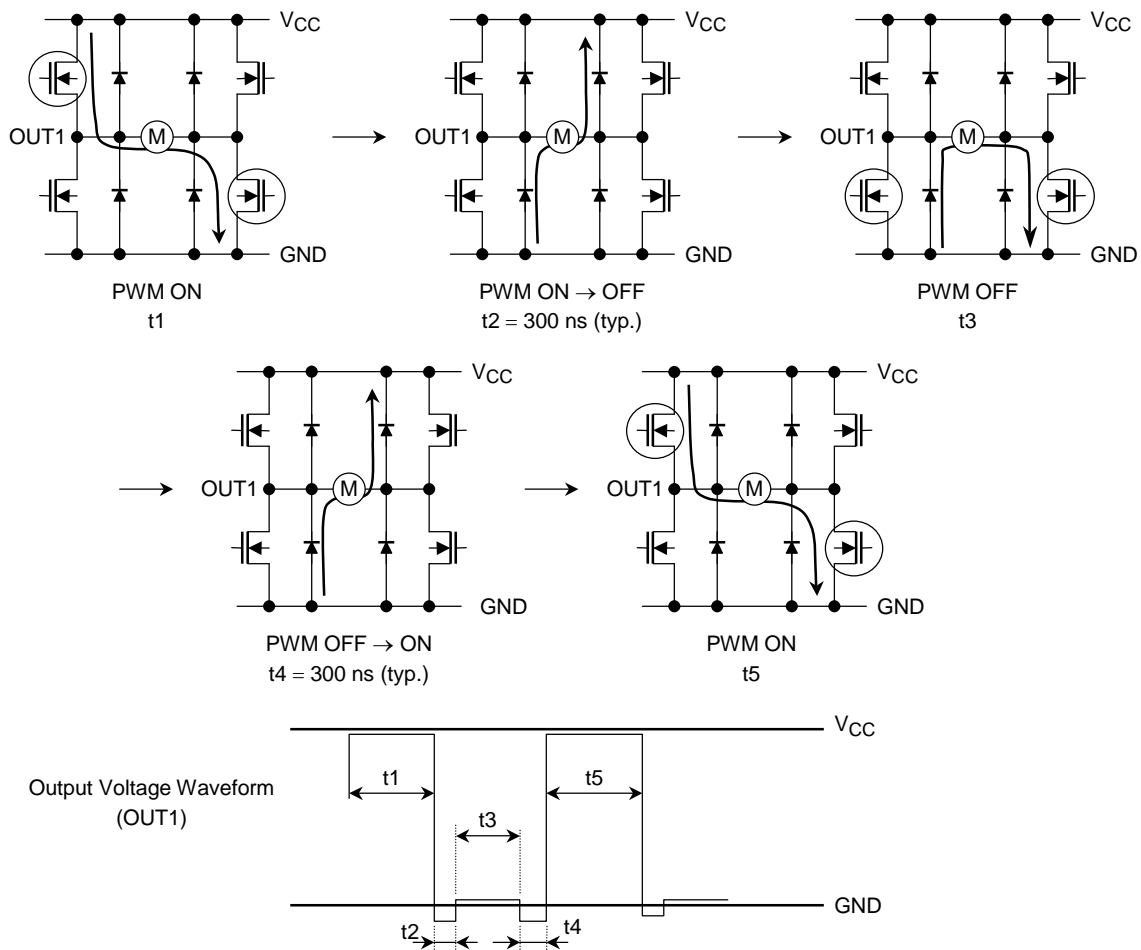 VCC
OUT1
M
GND
PWM ON
t1
VCC
OUT1
M
GND
PWM ON → OFF
t2 = 300 ns (typ.)
VCC
OUT1
M
GND
PWM OFF
t3
VCC
OUT1
M
GND
PWM OFF → ON
t4 = 300 ns (typ.)
VCC
OUT1
M
GND
PWM ON
t5
Output Voltage Waveform
(OUT1)
VCC
t1
t5
t3
GND
t2
t4